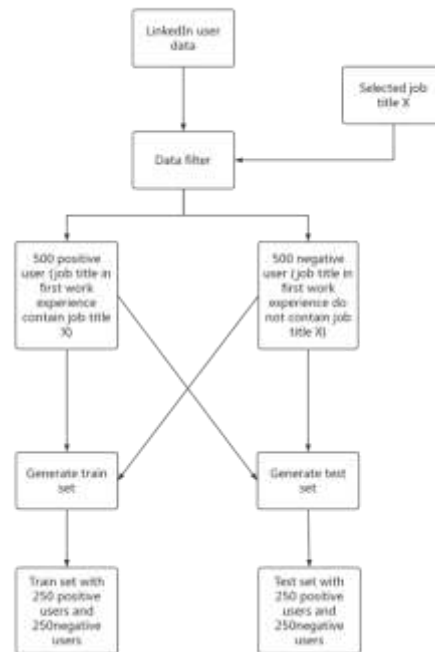 LinkedIn user
data
Selected job
title X
Data filter
500 positive
user (job title in
first work
experience
contain job title
X)
500 negative
user (job title in
first work
experience do
not contain job
title X)
Generate train
set
Generate test
set
Train set with
250 positive
users and
250negative
users
Test set with
250 positive
users and
250negative
users